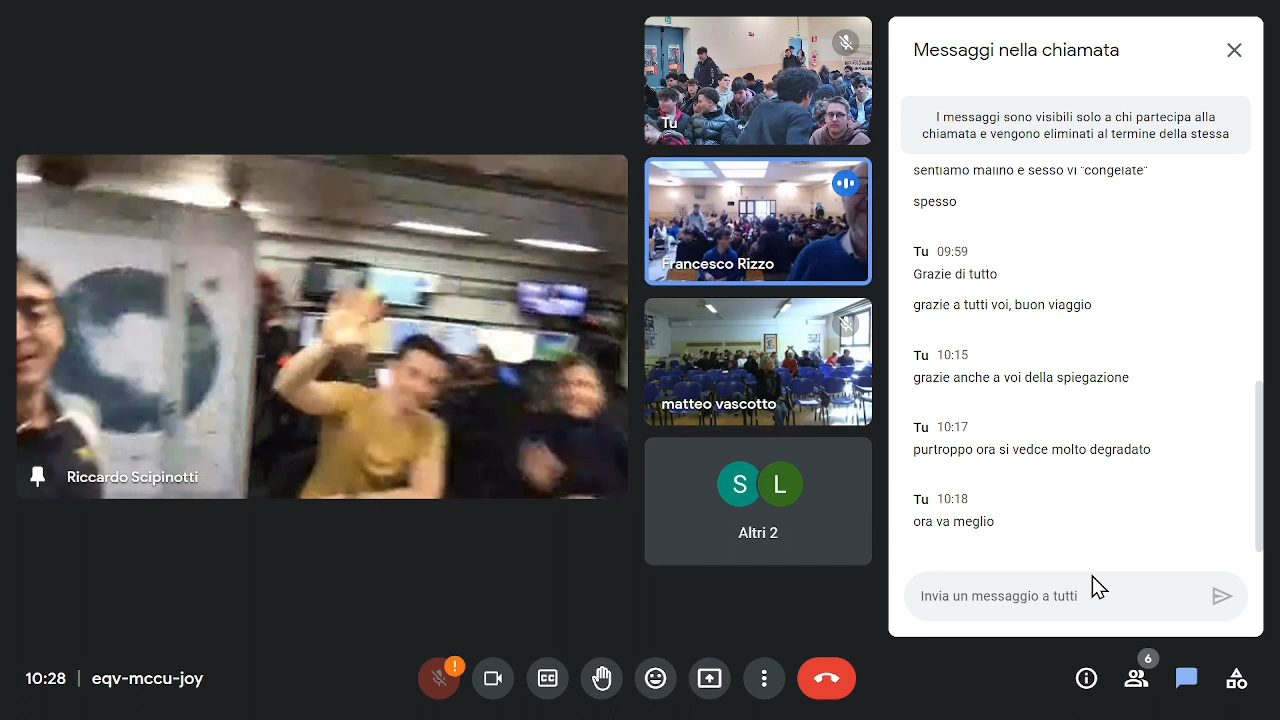 Tu
Francesco Rizzo
matteo vascotto
S L
Altri 2
Riccardo Scipinotti
Messaggi nella chiamata
I messaggi sono visibili solo a chi partecipa alla
chiamata e vengono eliminati al termine della stessa
sentiamo malino e sesso vi "congelate"
spesso
Tu 09:59
Grazie di tutto
grazie a tutti voi, buon viaggio
Tu 10:15
grazie anche a voi della spiegazione
Tu 10:17
purtroppo ora si vedce molto degradato
Tu 10:18
ora va meglio
Invia un messaggio a tutti
10:28 | eqv-mccu-joy
!
CC
6